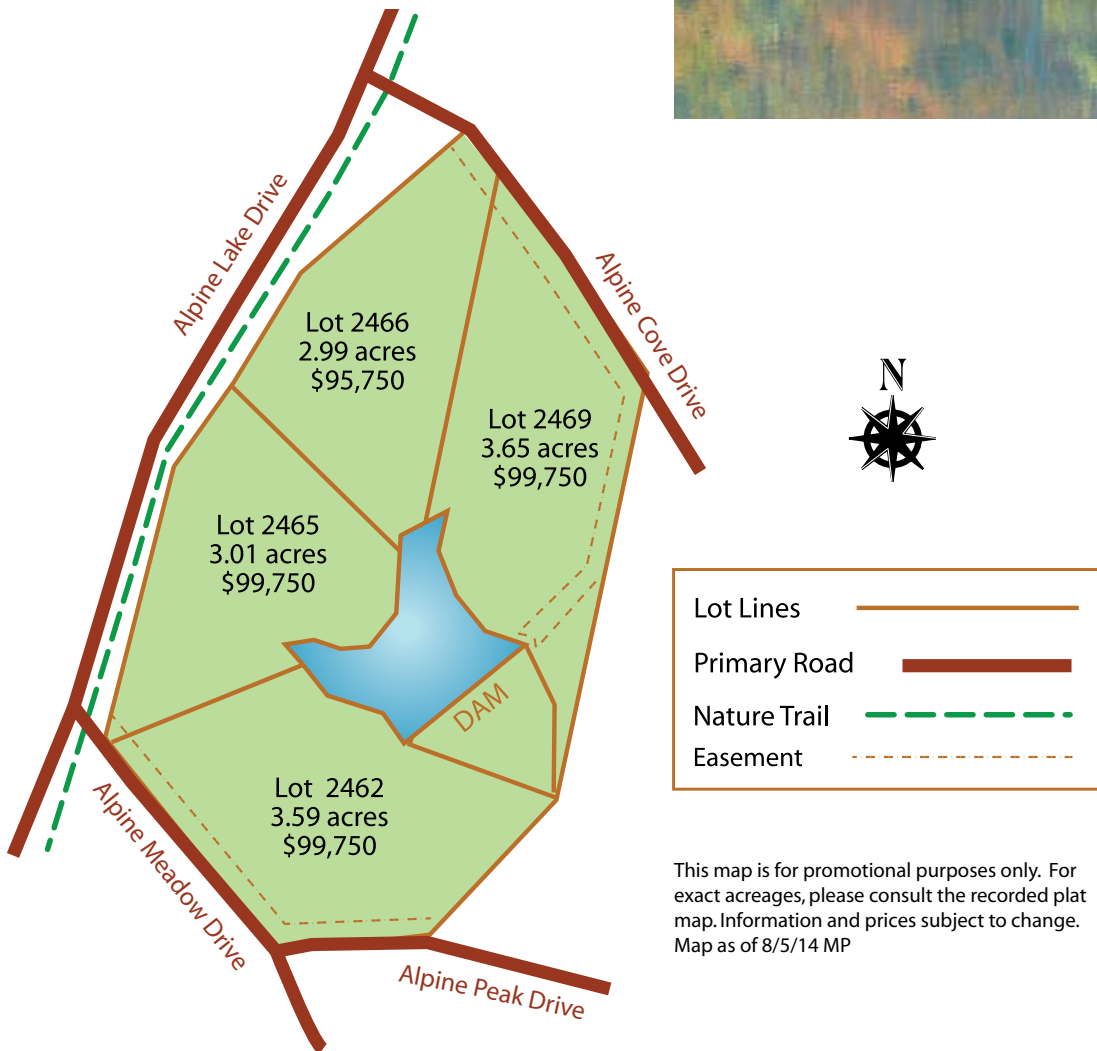 Alpine Lake Drive
Alpine Cove Drive
Lot 2466
2.99 acres
$95,750
N
Lot 2469
3.65 acres
$99,750
Lot 2465
3.01 acres
$99,750
Lot Lines
Primary Road
Nature Trail
Easement
DAM
Lot 2462
3.59 acres
$99,750
Alpine Meadow Drive
Alpine Peak Drive
This map is for promotional purposes only. For
exact acreages, please consult the recorded plat
map. Information and prices subject to change.
Map as of 8/5/14 MP